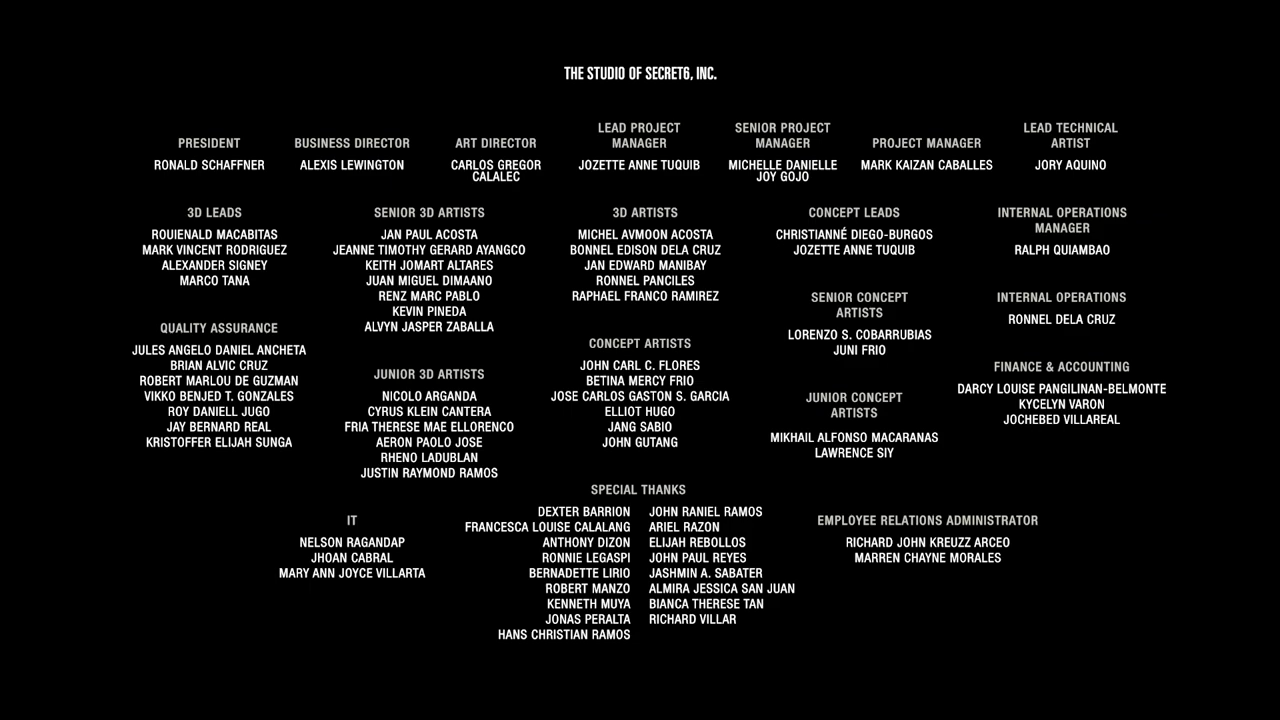 THE STUDIO OF SECRET6, INC.
PRESIDENT
RONALD SCHAFFNER
BUSINESS DIRECTOR
ALEXIS LEWINGTON
ART DIRECTOR
CARLOS GREGOR
CALALEC
LEAD PROJECT
MANAGER
JOZETTE ANNE TUQUIB
SENIOR PROJECT
MANAGER
MICHELLE DANIELLE
JOY GOJO
PROJECT MANAGER
MARK KAIZAN CABALLES
LEAD TECHNICAL
ARTIST
JORY AQUINO
3D LEADS
ROUIENALD MACABITAS
MARK VINCENT RODRIGUEZ
ALEXANDER SIGNEY
MARCO TANA
QUALITY ASSURANCE
JULES ANGELO DANIEL ANCHETA
BRIAN ALVIC CRUZ
ROBERT MARLOU DE GUZMAN
VIKKO BENJED T. GONZALES
ROY DANIELL JUGO
JAY BERNARD REAL
KRISTOFFER ELIJAH SUNGA
SENIOR 3D ARTISTS
JAN PAUL ACOSTA
JEANNE TIMOTHY GERARD AYANGCO
KEITH JOMART ALTARES
JUAN MIGUEL DIMAANO
RENZ MARC PABLO
KEVIN PINEDA
ALVYN JASPER ZABALLA
JUNIOR 3D ARTISTS
NICOLO ARGANDA
CYRUS KLEIN CANTERA
FRIA THERESE MAE ELLORENCO
AERON PAOLO JOSE
RHENO LADUBLAN
JUSTIN RAYMOND RAMOS
3D ARTISTS
MICHEL AVMOON ACOSTA
BONNEL EDISON DELA CRUZ
JAN EDWARD MANIBAY
RONNEL PANCILES
RAPHAEL FRANCO RAMIREZ
CONCEPT ARTISTS
JOHN CARL C. FLORES
BETINA MERCY FRIO
JOSE CARLOS GASTON S. GARCIA
ELLIOT HUGO
JANG SABIO
JOHN GUTANG
CONCEPT LEADS
CHRISTIANNÉ DIEGO-BURGOS
JOZETTE ANNE TUQUIB
SENIOR CONCEPT
ARTISTS
LORENZO S. COBARRUBIAS
JUNI FRIO
JUNIOR CONCEPT
ARTISTS
MIKHAIL ALFONSO MACARANAS
LAWRENCE SIY
INTERNAL OPERATIONS
MANAGER
RALPH QUIAMBAO
INTERNAL OPERATIONS
RONNEL DELA CRUZ
FINANCE & ACCOUNTING
DARCY LOUISE PANGILINAN-BELMONTE
KYCELYN VARON
JOCHEBED VILLAREAL
IT
NELSON RAGANDAP
JHOAN CABRAL
MARY ANN JOYCE VILLARTA
SPECIAL THANKS
DEXTER BARRION
FRANCESCA LOUISE CALALANG
ANTHONY DIZON
RONNIE LEGASPI
BERNADETTE LIRIO
ROBERT MANZO
KENNETH MUYA
JONAS PERALTA
HANS CHRISTIAN RAMOS
JOHN RANIEL RAMOS
ARIEL RAZON
ELIJAH REBOLLOS
JOHN PAUL REYES
JASHMIN A. SABATER
ALMIRA JESSICA SAN JUAN
BIANCA THERESE TAN
RICHARD VILLAR
EMPLOYEE RELATIONS ADMINISTRATOR
RICHARD JOHN KREUZZ ARCEO
MARREN CHAYNE MORALES